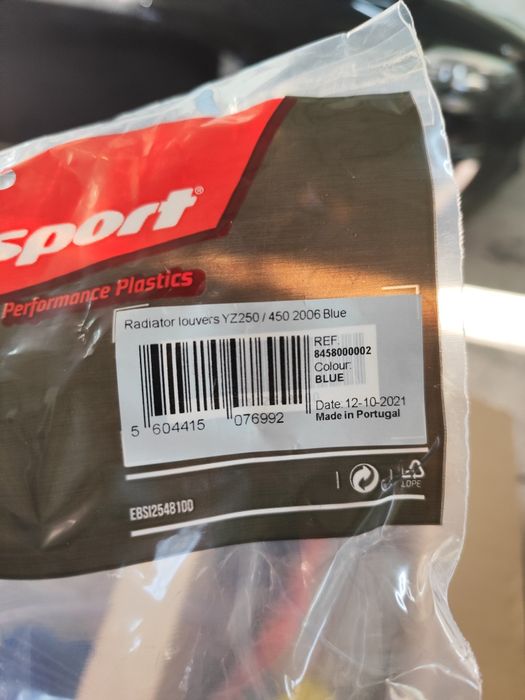 sport®
Performance Plastics
Radiator louvers YZ250 / 450 2006 Blue
REF:
8458000002
Colour:
BLUE
Date: 12-10-2021
Made in Portugal
5 604415 076992
LDPE
EBSI2548100